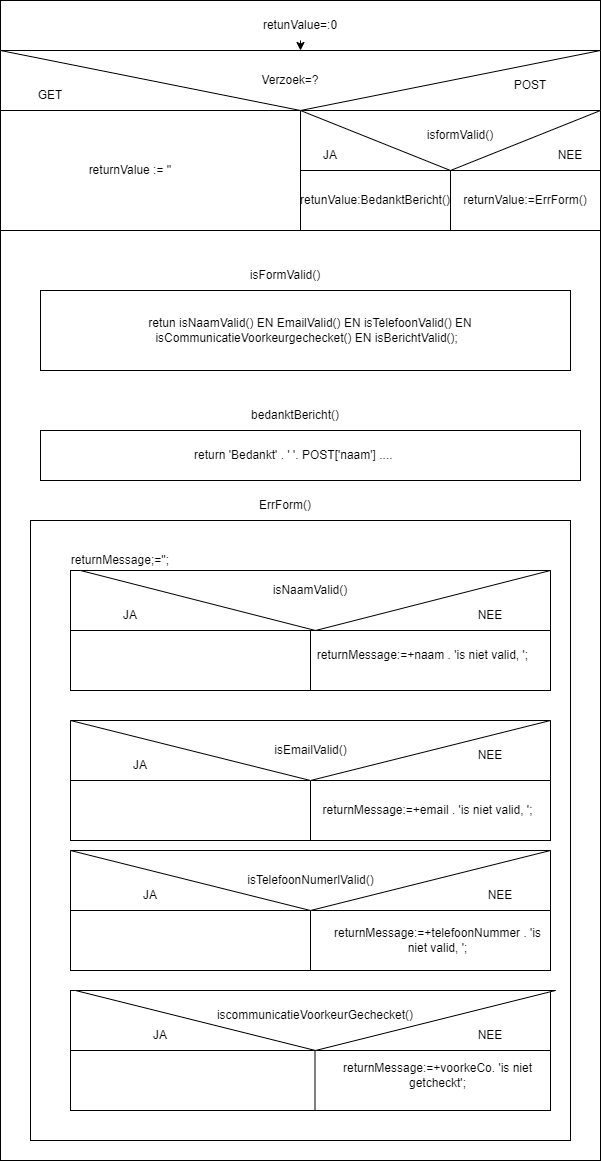 retunValue=:0
Verzoek=?
GET
POST
isformValid()
JA
NEE
returnValue := ''
retunValue:BedanktBericht()
returnValue:=ErrForm()
isFormValid()
retun isNaamValid() EN EmailValid() EN isTelefoonValid() EN
isCommunicatieVoorkeurgechecket() EN isBerichtValid();
bedanktBericht()
return 'Bedankt' . ' '. POST['naam'] ....
ErrForm()
returnMessage;='';
isNaamValid()
JA
NEE
returnMessage:=+naam . 'is niet valid, ';
isEmailValid()
JA
NEE
returnMessage:=+email . 'is niet valid, ';
isTelefoonNumerlValid()
JA
NEE
returnMessage:=+telefoonNummer . 'is
niet valid, ';
iscommunicatieVoorkeurGechecket()
JA
NEE
returnMessage:=+voorkeCo. 'is niet
getcheckt';